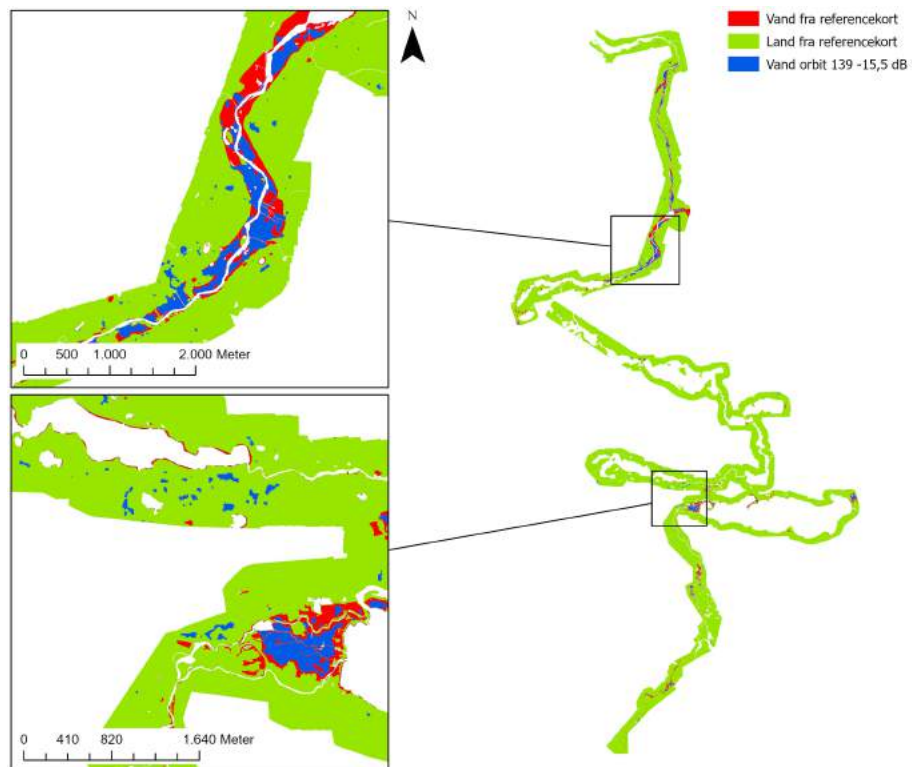 N
Vand fra referencekort
Land fra referencekort
Vand orbit 139 -15,5 dB
0 500 1.000 2.000 Meter
0 410 820 1.640 Meter